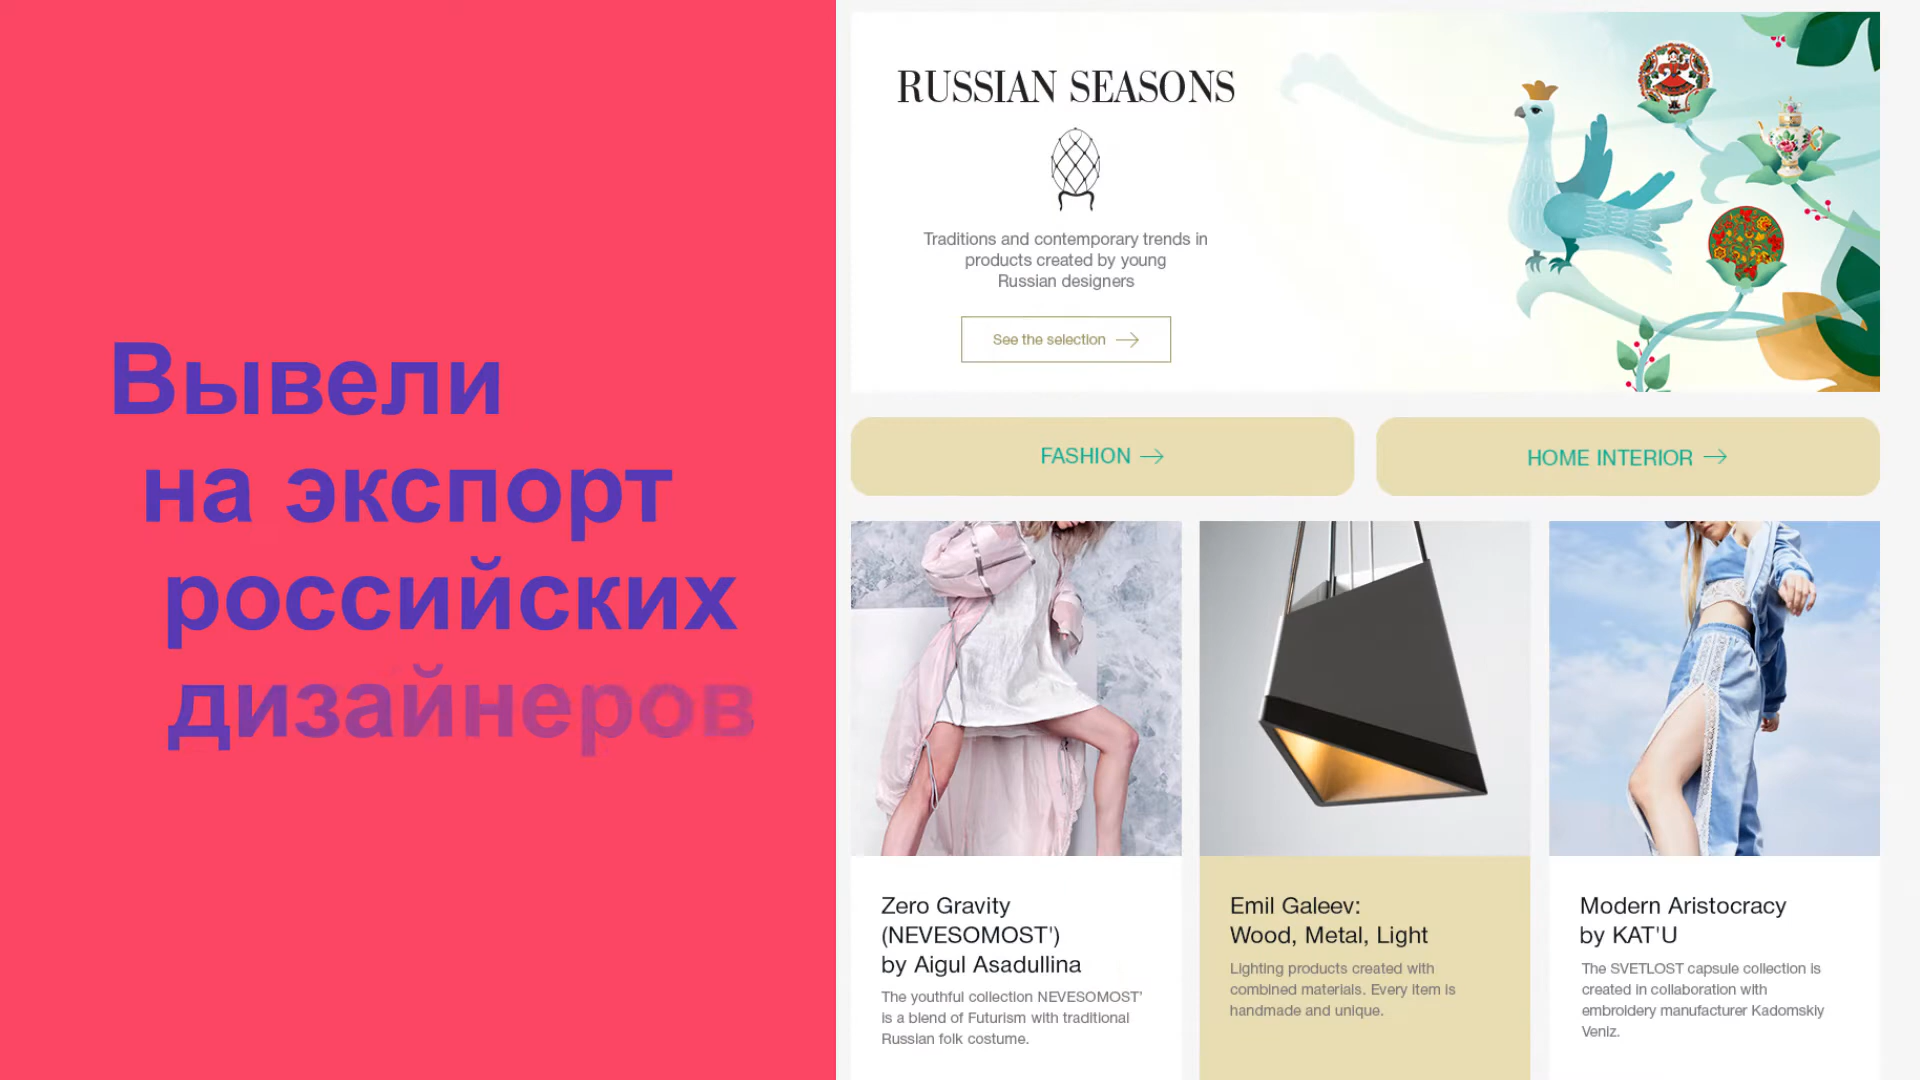 Вывели
на экспорт
российских
дизайнеров
RUSSIAN SEASONS
Traditions and contemporary trends in
products created by young
Russian designers
See the selection
FASHION
HOME INTERIOR
Zero Gravity
(NEVESOMOST')
by Aigul Asadullina
The youthful collection NEVESOMOST'
is a blend of Futurism with traditional
Russian folk costume.
Emil Galeev:
Wood, Metal, Light
Lighting products created with
combined materials. Every item is
handmade and unique.
Modern Aristocracy
by KAT'U
The SVETLOST capsule collection is
created in collaboration with
embroidery manufacturer Kadomskiy
Veniz.